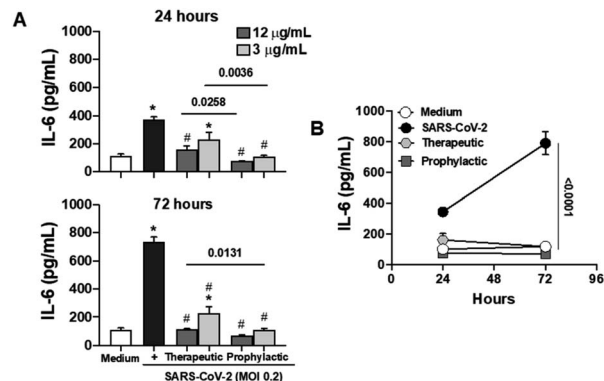 A
24 hours
12 μg/mL
3 μg/mL
IL-6 (pg/mL)
1000
800
600
400
200
0
*
#
*
#
#
0.0258
0.0036
72 hours
IL-6 (pg/mL)
1000
800
600
400
200
0
*
#
#
*
#
#
0.0131
Medium + Therapeutic Prophylactic
SARS-CoV-2 (MOI 0.2)
B
Medium
SARS-CoV-2
Therapeutic
Prophylactic
IL-6 (pg/mL)
1000
800
600
400
200
0
<0.0001
0 24 48 72 96
Hours